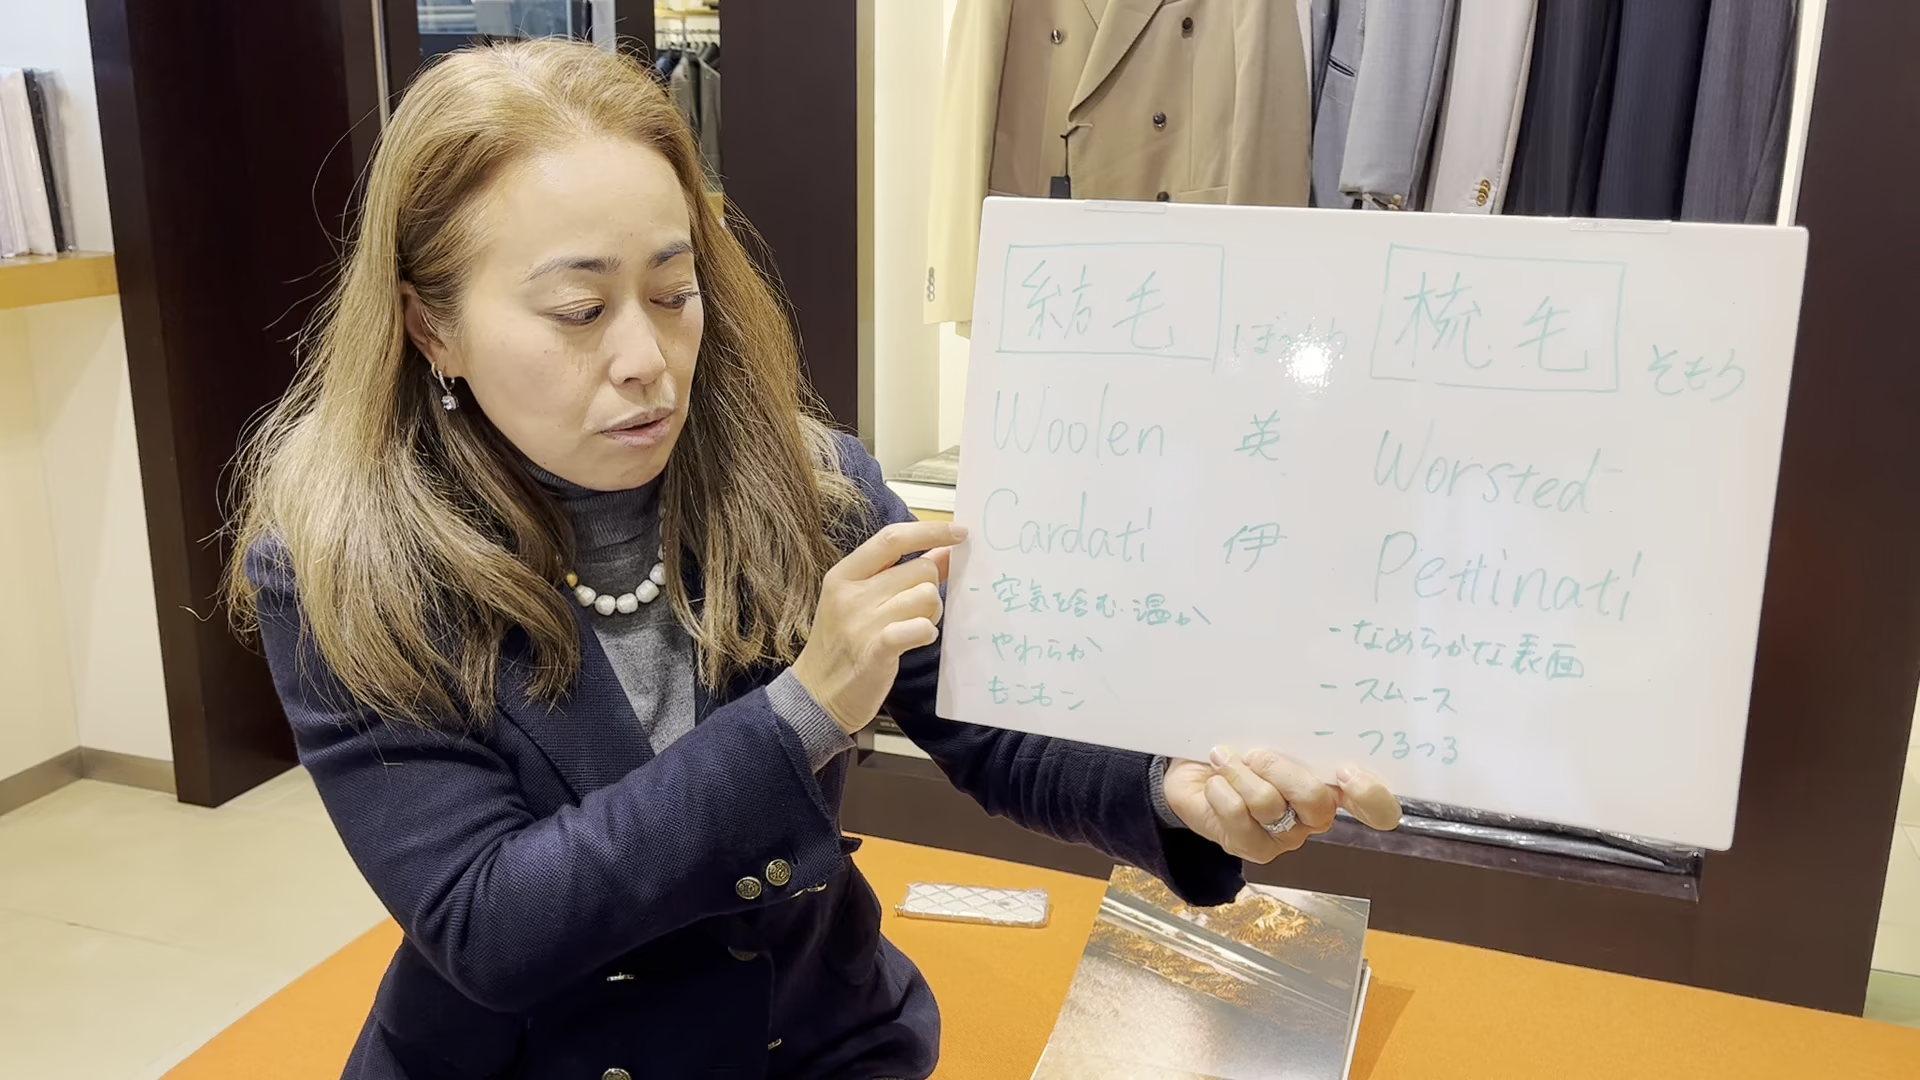 紡毛
梳毛 そもう
Woolen 英 Worsted
Cardati 伊 Pettinati
- 空気を含む 温か
- やわらか
もこもこ
- なめらかな表面
- スムース
- つるつる